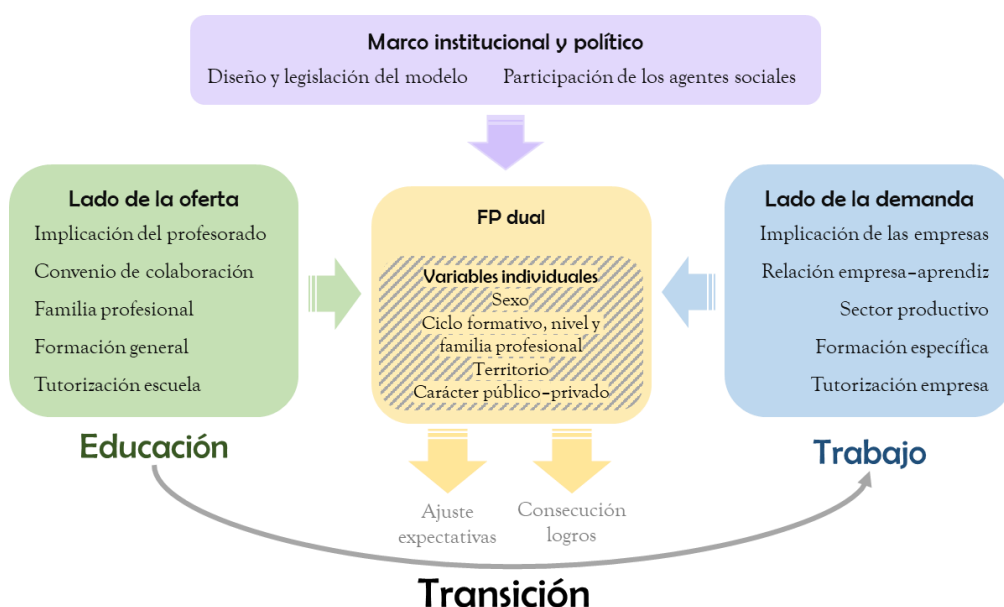 Marco institucional y político
Diseño y legislación del modelo
Participación de los agentes sociales
Lado de la oferta
Implicación del profesorado
Convenio de colaboración
Familia profesional
Formación general
Tutorización escuela
FP dual
Variables individuales
Sexo
Ciclo formativo, nivel y
familia profesional
Territorio
Carácter público-privado
Lado de la demanda
Implicación de las empresas
Relación empresa-aprendiz
Sector productivo
Formación específica
Tutorización empresa
Educación
Trabajo
Ajuste
expectativas
Consecución
logros
Transición